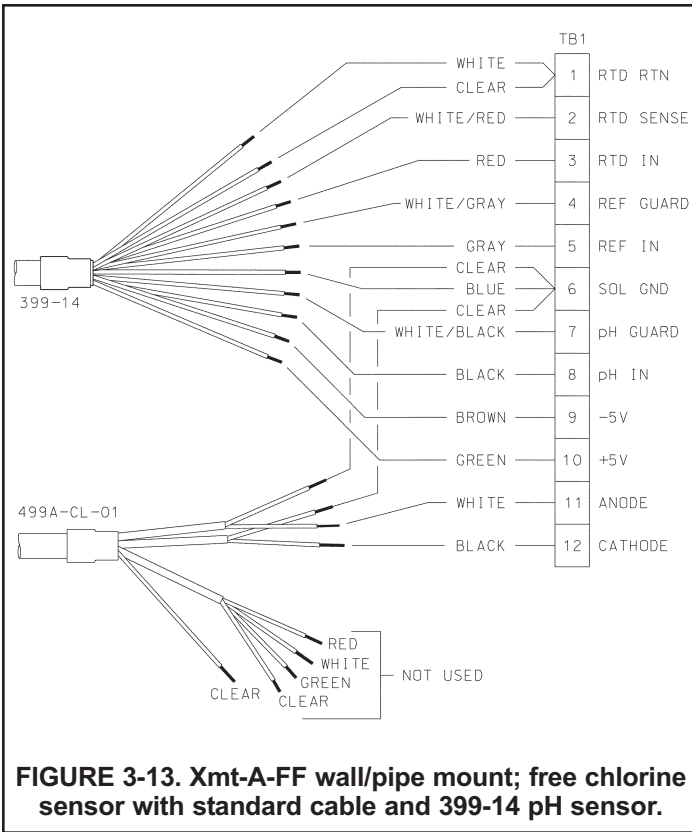 TB1
WHITE
CLEAR
1 RTD RTN
WHITE/RED 2 RTD SENSE
RED 3 RTD IN
WHITE/GRAY 4 REF GUARD
GRAY 5 REF IN
CLEAR
BLUE 6 SOL GND
CLEAR
WHITE/BLACK 7 pH GUARD
BLACK 8 pH IN
BROWN 9 -5V
GREEN 10 +5V
WHITE 11 ANODE
BLACK 12 CATHODE
399-14
499A-CL-01
RED
WHITE
GREEN
CLEAR
CLEAR
NOT USED
FIGURE 3-13. Xmt-A-FF wall/pipe mount; free chlorine
sensor with standard cable and 399-14 pH sensor.